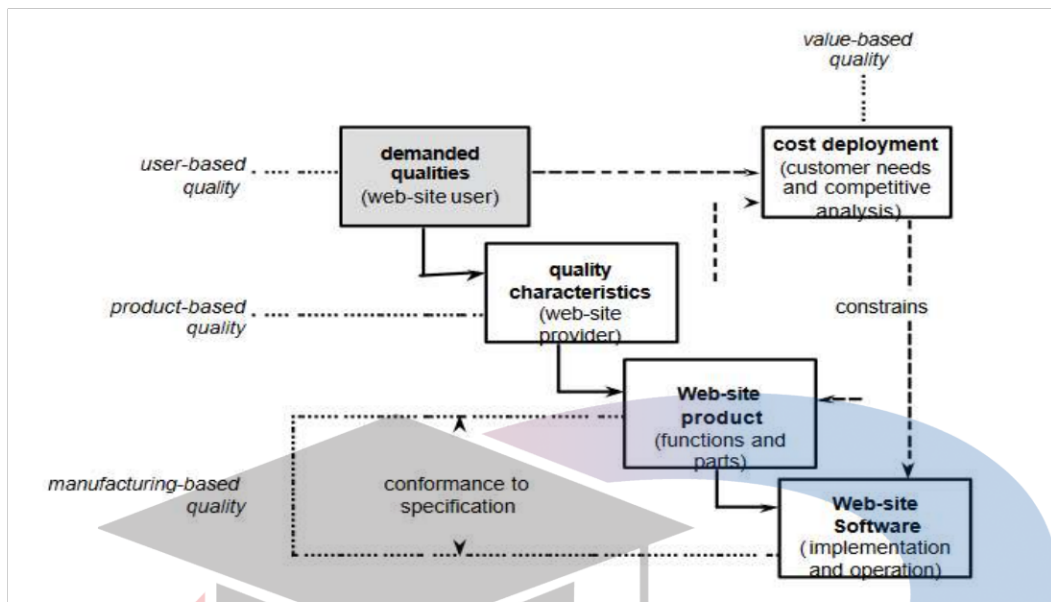 value-based
quality
user-based
quality
demanded
qualities
(web-site user)
cost deployment
(customer needs
and competitive
analysis)
product-based
quality
quality
characteristics
(web-site
provider)
constrains
Web-site
product
(functions and
parts)
manufacturing-based
quality
conformance to
specification
Web-site
Software
(implementation
and operation)